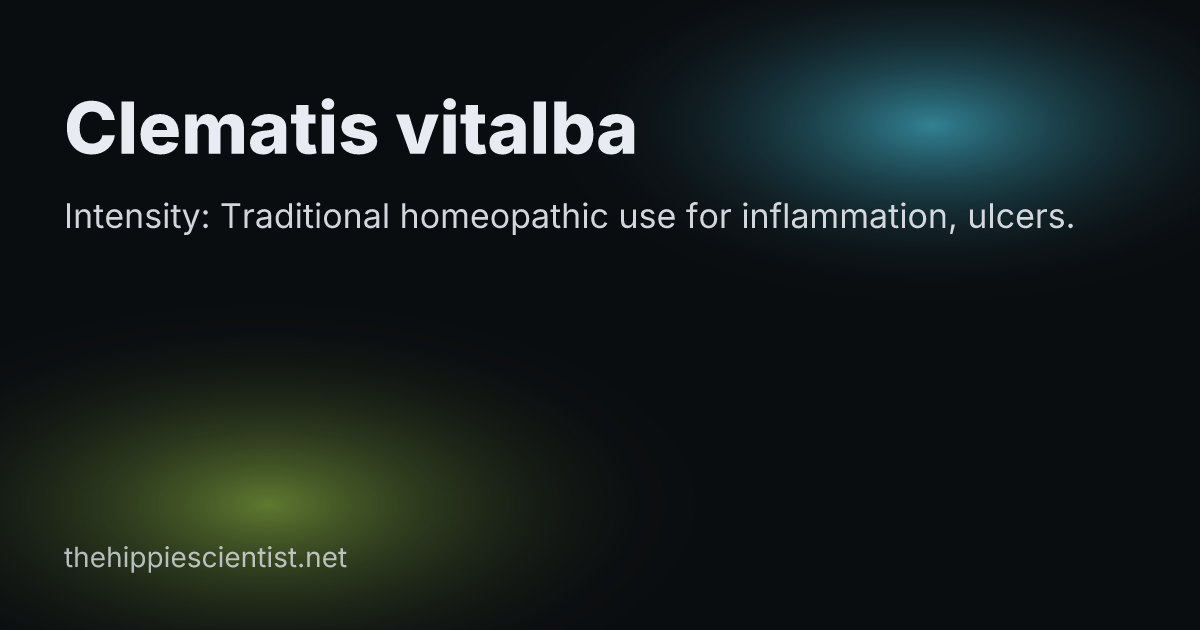 Clematis vitalba
Intensity: Traditional homeopathic use for inflammation, ulcers.
thehippiescientist.net